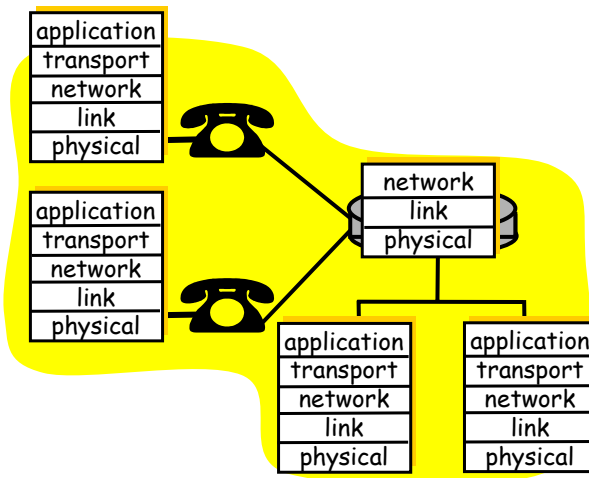 application
transport
network
link
physical
application
transport
network
link
physical
network
link
physical
application
transport
network
link
physical
application
transport
network
link
physical